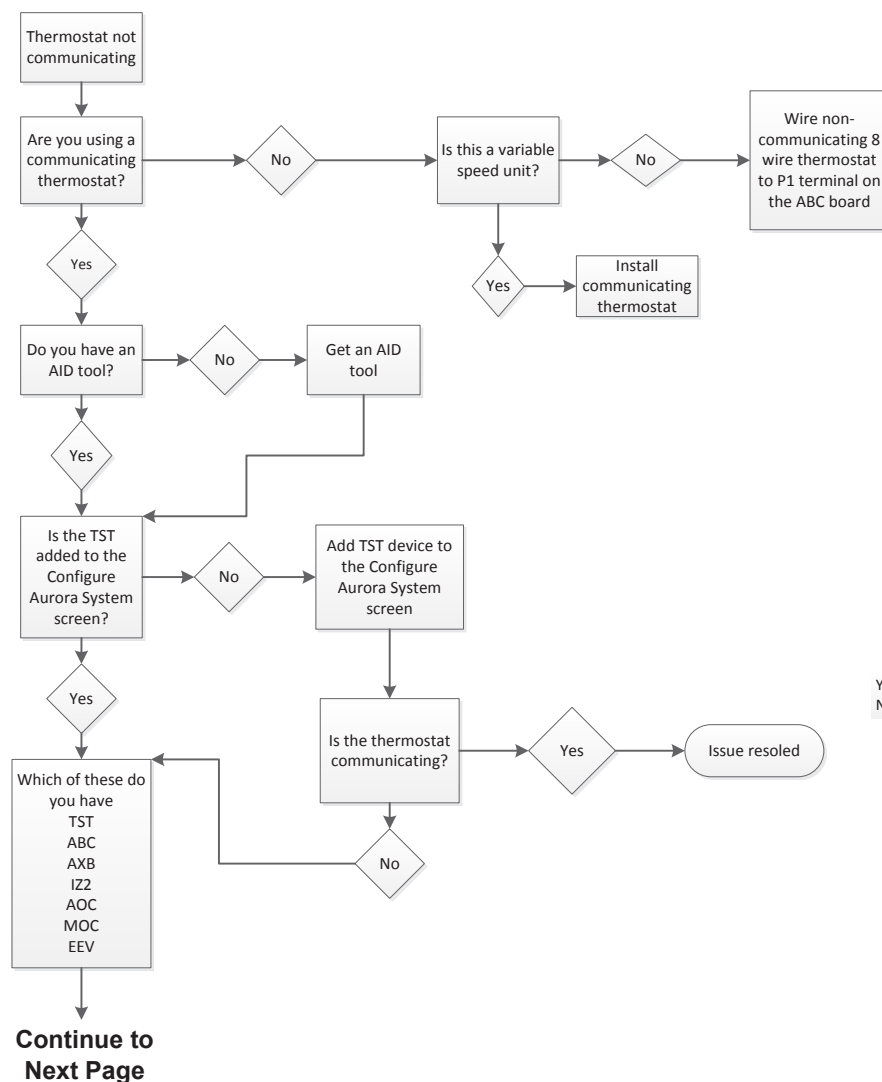 Thermostat not
communicating
Are you using a
communicating
thermostat?
No
Is this a variable
speed unit?
No
Wire non-
communicating 8
wire thermostat
to P1 terminal on
the ABC board
Yes
Yes
Install
communicating
thermostat
Do you have an
AID tool?
No
Get an AID
tool
Yes
Is the TST
added to the
Configure
Aurora System
screen?
No
Add TST device to
the Configure
Aurora System
screen
Yes
Is the thermostat
communicating?
Yes
Issue resoled
Which of these do
you have
TST
ABC
AXB
IZ2
AOC
MOC
EEV
No
Continue to
Next Page